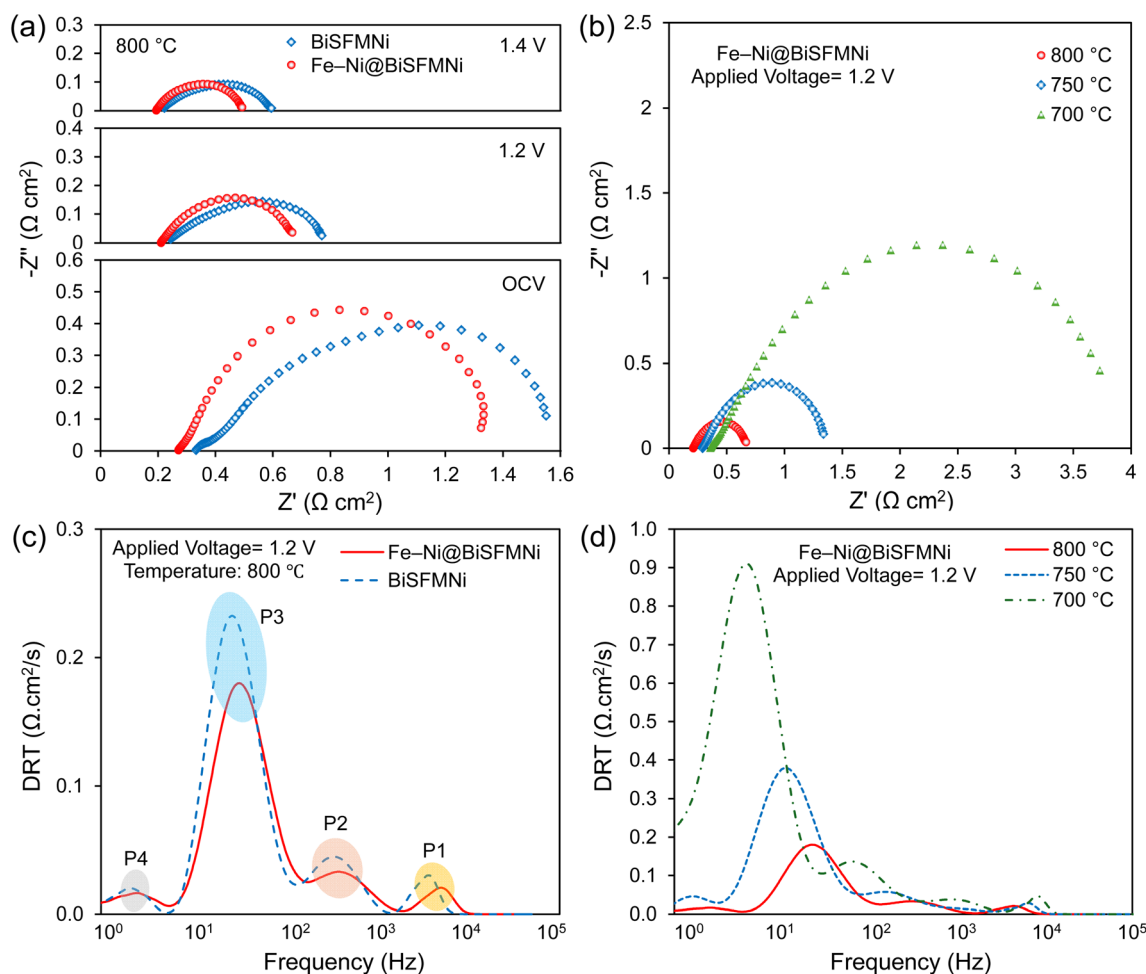 (a)
800 °C
BiSFMNi
Fe–Ni@BiSFMNi
1.4 V
0.3
0.2
0.1
0
1.2 V
0.4
0.3
0.2
0.1
0
OCV
0.6
0.5
0.4
0.3
0.2
0.1
0
-Z" (Ω cm²)
0 0.2 0.4 0.6 0.8 1 1.2 1.4 1.6
Z' (Ω cm²)
(b)
Fe–Ni@BiSFMNi
Applied Voltage= 1.2 V
800 °C
750 °C
700 °C
2.5
2
1.5
1
0.5
0
-Z" (Ω cm²)
0 0.5 1 1.5 2 2.5 3 3.5 4
Z' (Ω cm²)
(c)
Applied Voltage= 1.2 V
Temperature: 800 ℃
Fe–Ni@BiSFMNi
BiSFMNi
P3
P4
P2
P1
0.3
0.2
0.1
0.0
DRT (Ω.cm²/s)
10⁰ 10¹ 10² 10³ 10⁴ 10⁵
Frequency (Hz)
(d)
Fe–Ni@BiSFMNi
Applied Voltage= 1.2 V
800 °C
750 °C
700 °C
1.0
0.9
0.8
0.7
0.6
0.5
0.4
0.3
0.2
0.1
0.0
DRT (Ω.cm²/s)
10⁰ 10¹ 10² 10³ 10⁴ 10⁵
Frequency (Hz)